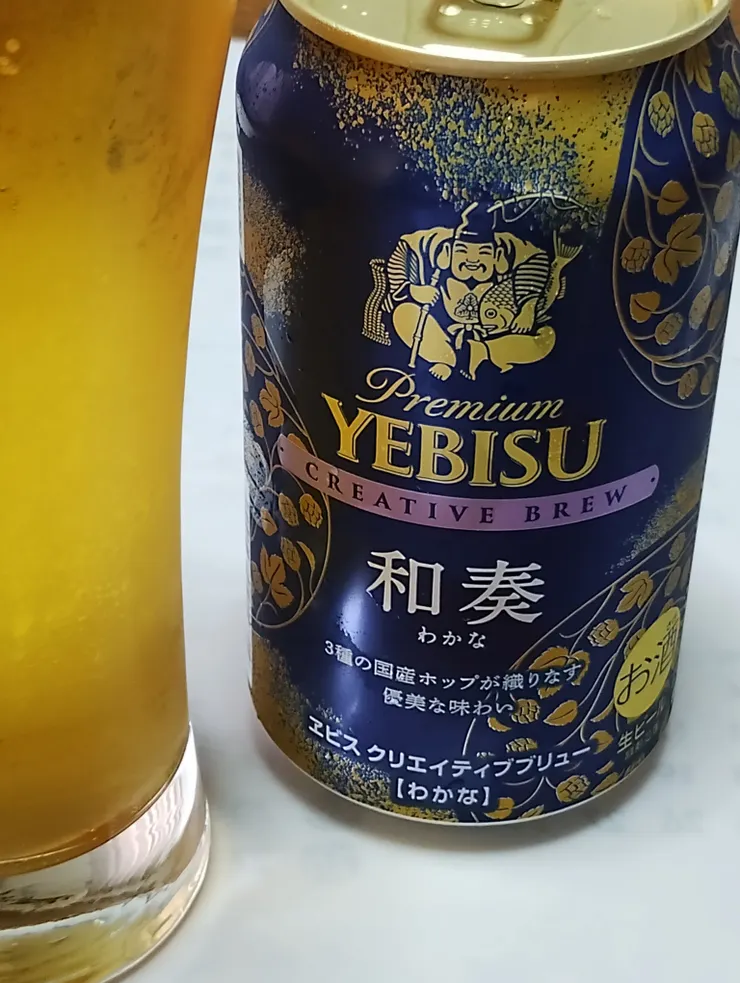 Premium
YEBISU
CREATIVE BREW
和奏
わかな
3種の国産ホップが織りなす
優美な味わい
お酒
生ビール
ヱビス クリエイティブブリュー
【わかな】